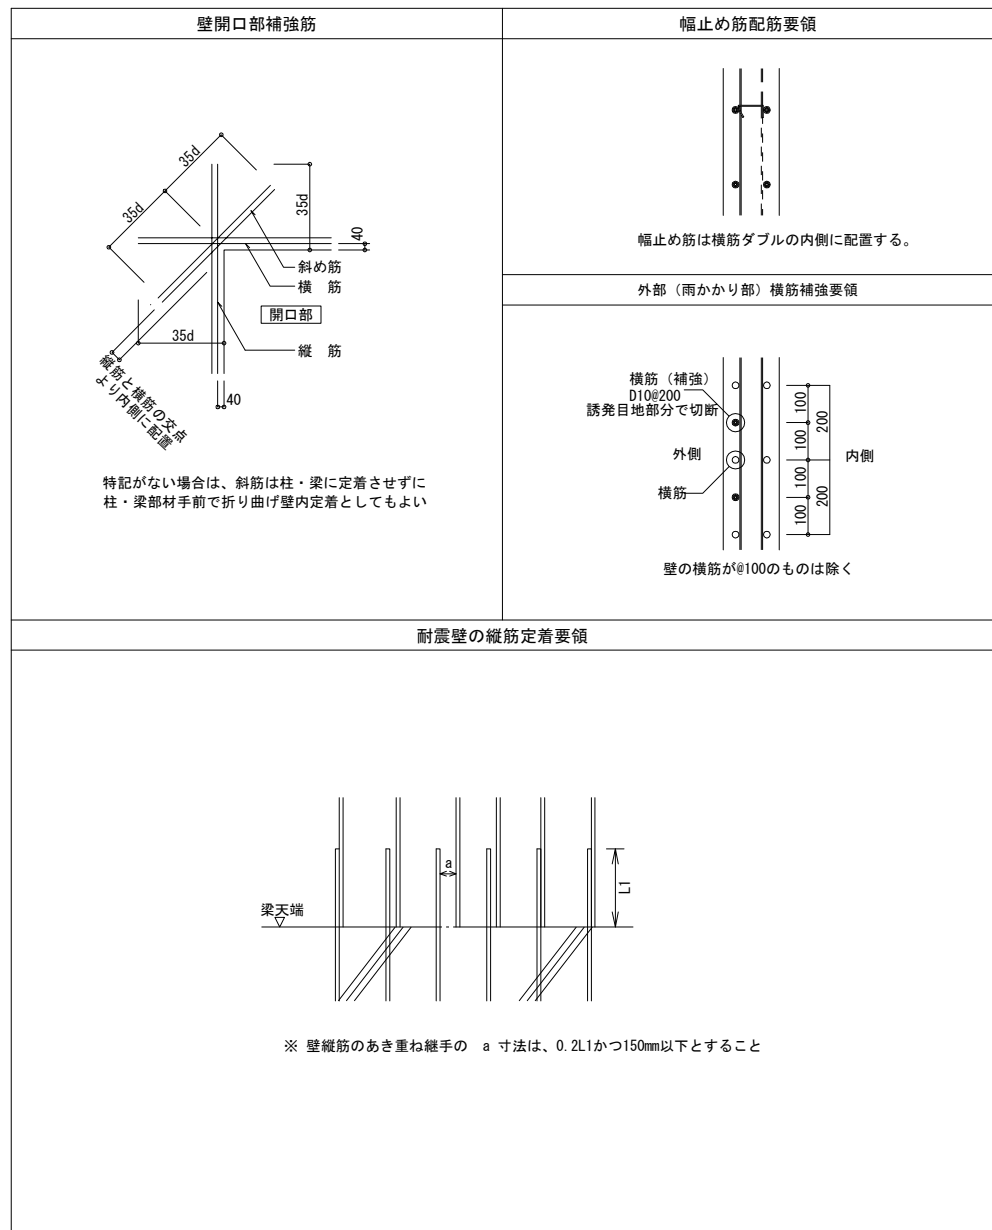 壁開口部補強筋
35d
35d
35d
40
斜め筋
横　筋
開口部
35d
縦　筋
40
縦筋と横筋の交点
より内側に配置
特記がない場合は、斜筋は柱・梁に定着させずに
柱・梁部材手前で折り曲げ壁内定着としてもよい
幅止め筋配筋要領
幅止め筋は横筋ダブルの内側に配置する。
外部（雨かかり部）横筋補強要領
横筋（補強）
D10@200
誘発目地部分で切断
外側
横筋
100
100
100
100
200
200
内側
壁の横筋が@100のものは除く
耐震壁の縦筋定着要領
a
L1
梁天端
※ 壁縦筋のあき重ね継手の　a 寸法は、0.2L1かつ150mm以下とすること